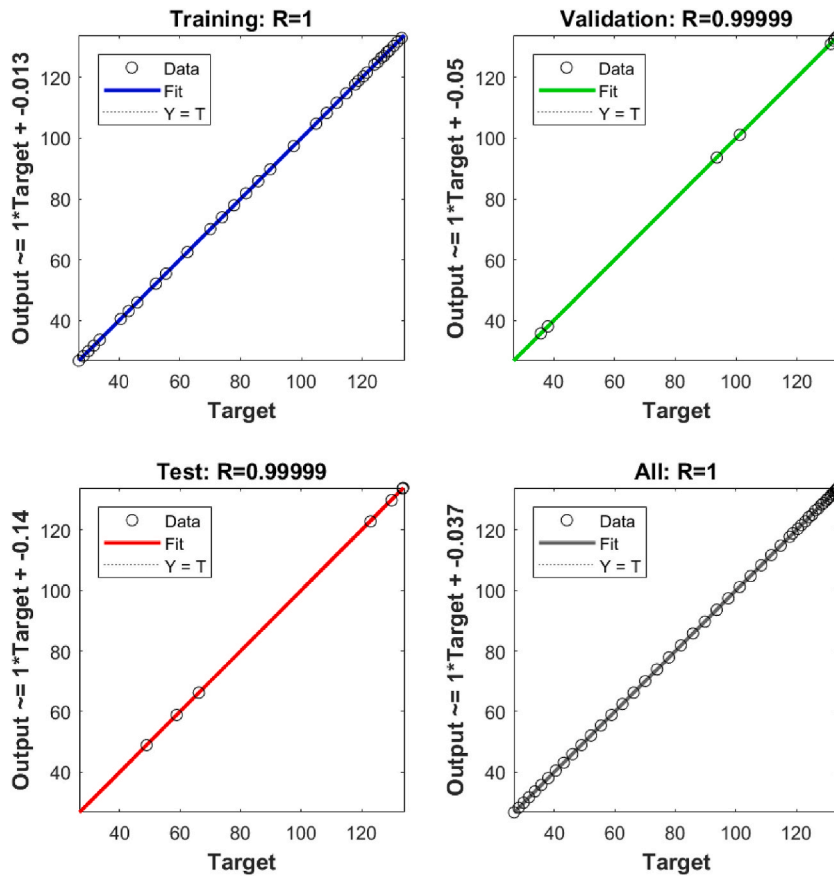 Training: R=1
Output ~= 1*Target + -0.013
120
100
80
60
40
Data
Fit
Y = T
40 60 80 100 120
Target
Validation: R=0.99999
Output ~= 1*Target + -0.05
120
100
80
60
40
Data
Fit
Y = T
40 60 80 100 120
Target
Test: R=0.99999
Output ~= 1*Target + -0.14
120
100
80
60
40
Data
Fit
Y = T
40 60 80 100 120
Target
All: R=1
Output ~= 1*Target + -0.037
120
100
80
60
40
Data
Fit
Y = T
40 60 80 100 120
Target